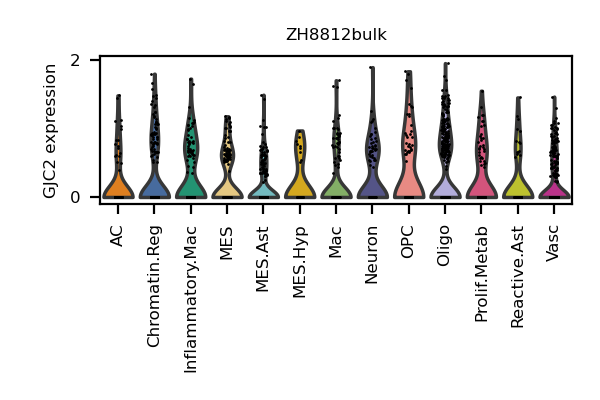 ZH8812bulk
GJC2 expression
2
0
AC
Chromatin.Reg
Inflammatory.Mac
MES
MES.Ast
MES.Hyp
Mac
Neuron
OPC
Oligo
Prolif.Metab
Reactive.Ast
Vasc